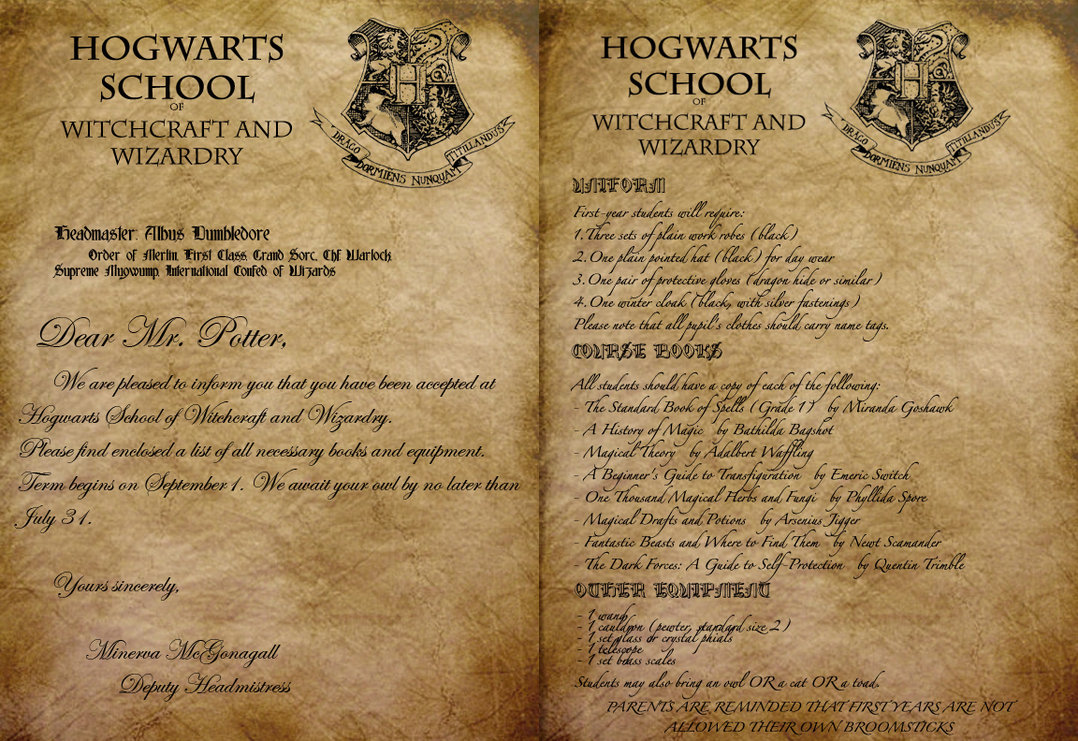 HOGWARTS
SCHOOL
OF
WITCHCRAFT AND
WIZARDRY
DRACO
DORMIENS NUNQUAM
TITILLANDUS
Headmaster: Albus Dumbledore
Order of Merlin, First Class, Grand Sorc., Chf. Warlock,
Supreme Mugwump, International Confed. of Wizards
Dear Mr. Potter,
We are pleased to inform you that you have been accepted at
Hogwarts School of Witchcraft and Wizardry.
Please find enclosed a list of all necessary books and equipment.
Term begins on September 1. We await your owl by no later than
July 31.
Yours sincerely,
Minerva McGonagall
Deputy Headmistress
HOGWARTS
SCHOOL
OF
WITCHCRAFT AND
WIZARDRY
DRACO
DORMIENS NUNQUAM
TITILLANDUS
UNIFORM
First-year students will require:
1. Three sets of plain work robes (black)
2. One plain pointed hat (black) for day wear
3. One pair of protective gloves (dragon hide or similar)
4. One winter cloak (black, with silver fastenings)
Please note that all pupil's clothes should carry name tags.
COURSE BOOKS
All students should have a copy of each of the following:
- The Standard Book of Spells (Grade 1) by Miranda Goshawk
- A History of Magic by Bathilda Bagshot
- Magical Theory by Adalbert Waffling
- A Beginner's Guide to Transfiguration by Emeric Switch
- One Thousand Magical Herbs and Fungi by Phyllida Spore
- Magical Drafts and Potions by Arsenius Jigger
- Fantastic Beasts and Where to Find Them by Newt Scamander
- The Dark Forces: A Guide to Self-Protection by Quentin Trimble
OTHER EQUIPMENT
- 1 wand
- 1 cauldron (pewter, standard size 2)
- 1 set glass or crystal phials
- 1 telescope
- 1 set brass scales
Students may also bring an owl OR a cat OR a toad.
PARENTS ARE REMINDED THAT FIRST YEARS ARE NOT
ALLOWED THEIR OWN BROOMSTICKS